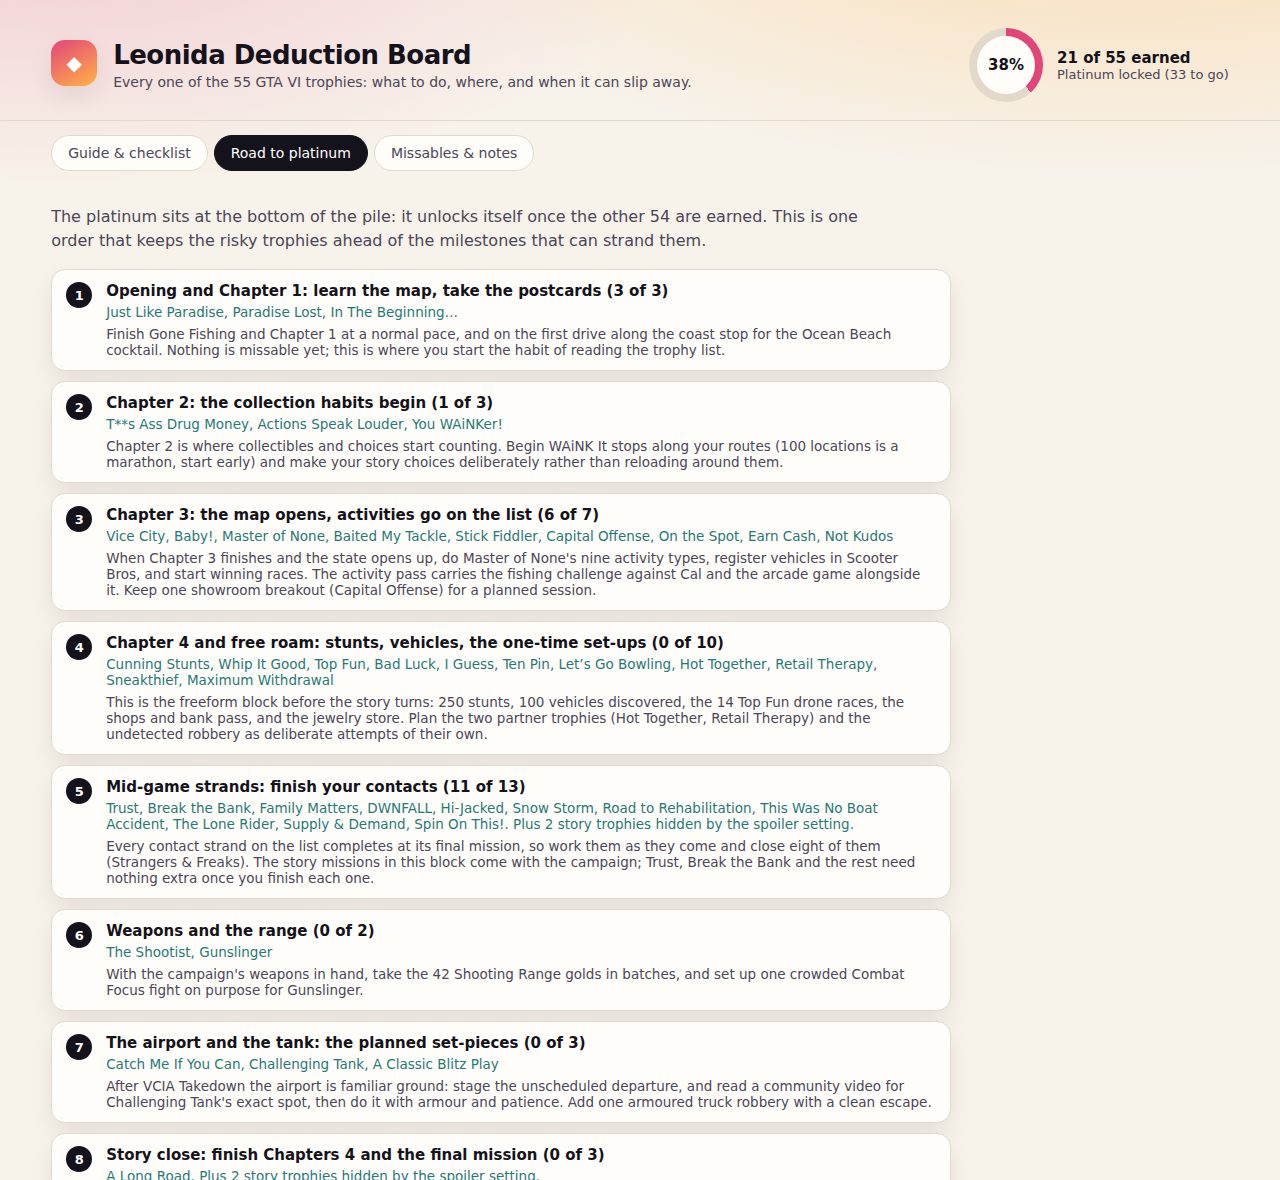 Leonida Deduction Board
Every one of the 55 GTA VI trophies: what to do, where, and when it can slip away.
38%
21 of 55 earned
Platinum locked (33 to go)
Guide & checklist
Road to platinum
Missables & notes
The platinum sits at the bottom of the pile: it unlocks itself once the other 54 are earned. This is one
order that keeps the risky trophies ahead of the milestones that can strand them.
1
Opening and Chapter 1: learn the map, take the postcards (3 of 3)
Just Like Paradise, Paradise Lost, In The Beginning...
Finish Gone Fishing and Chapter 1 at a normal pace, and on the first drive along the coast stop for the Ocean Beach
cocktail. Nothing is missable yet; this is where you start the habit of reading the trophy list.
2
Chapter 2: the collection habits begin (1 of 3)
T**s Ass Drug Money, Actions Speak Louder, You WAiNKer!
Chapter 2 is where collectibles and choices start counting. Begin WAiNK It stops along your routes (100 locations is a
marathon, start early) and make your story choices deliberately rather than reloading around them.
3
Chapter 3: the map opens, activities go on the list (6 of 7)
Vice City, Baby!, Master of None, Baited My Tackle, Stick Fiddler, Capital Offense, On the Spot, Earn Cash, Not Kudos
When Chapter 3 finishes and the state opens up, do Master of None's nine activity types, register vehicles in Scooter
Bros, and start winning races. The activity pass carries the fishing challenge against Cal and the arcade game alongside
it. Keep one showroom breakout (Capital Offense) for a planned session.
4
Chapter 4 and free roam: stunts, vehicles, the one-time set-ups (0 of 10)
Cunning Stunts, Whip It Good, Top Fun, Bad Luck, I Guess, Ten Pin, Let’s Go Bowling, Hot Together, Retail Therapy,
Sneakthief, Maximum Withdrawal
This is the freeform block before the story turns: 250 stunts, 100 vehicles discovered, the 14 Top Fun drone races, the
shops and bank pass, and the jewelry store. Plan the two partner trophies (Hot Together, Retail Therapy) and the
undetected robbery as deliberate attempts of their own.
5
Mid-game strands: finish your contacts (11 of 13)
Trust, Break the Bank, Family Matters, DWNFALL, Hi-Jacked, Snow Storm, Road to Rehabilitation, This Was No Boat
Accident, The Lone Rider, Supply & Demand, Spin On This!. Plus 2 story trophies hidden by the spoiler setting.
Every contact strand on the list completes at its final mission, so work them as they come and close eight of them
(Strangers & Freaks). The story missions in this block come with the campaign; Trust, Break the Bank and the rest need
nothing extra once you finish each one.
6
Weapons and the range (0 of 2)
The Shootist, Gunslinger
With the campaign's weapons in hand, take the 42 Shooting Range golds in batches, and set up one crowded Combat
Focus fight on purpose for Gunslinger.
7
The airport and the tank: the planned set-pieces (0 of 3)
Catch Me If You Can, Challenging Tank, A Classic Blitz Play
After VCIA Takedown the airport is familiar ground: stage the unscheduled departure, and read a community video for
Challenging Tank's exact spot, then do it with armour and patience. Add one armoured truck robbery with a clean escape.
8
Story close: finish Chapters 4 and the final mission (0 of 3)
A Long Road. Plus 2 story trophies hidden by the spoiler setting.